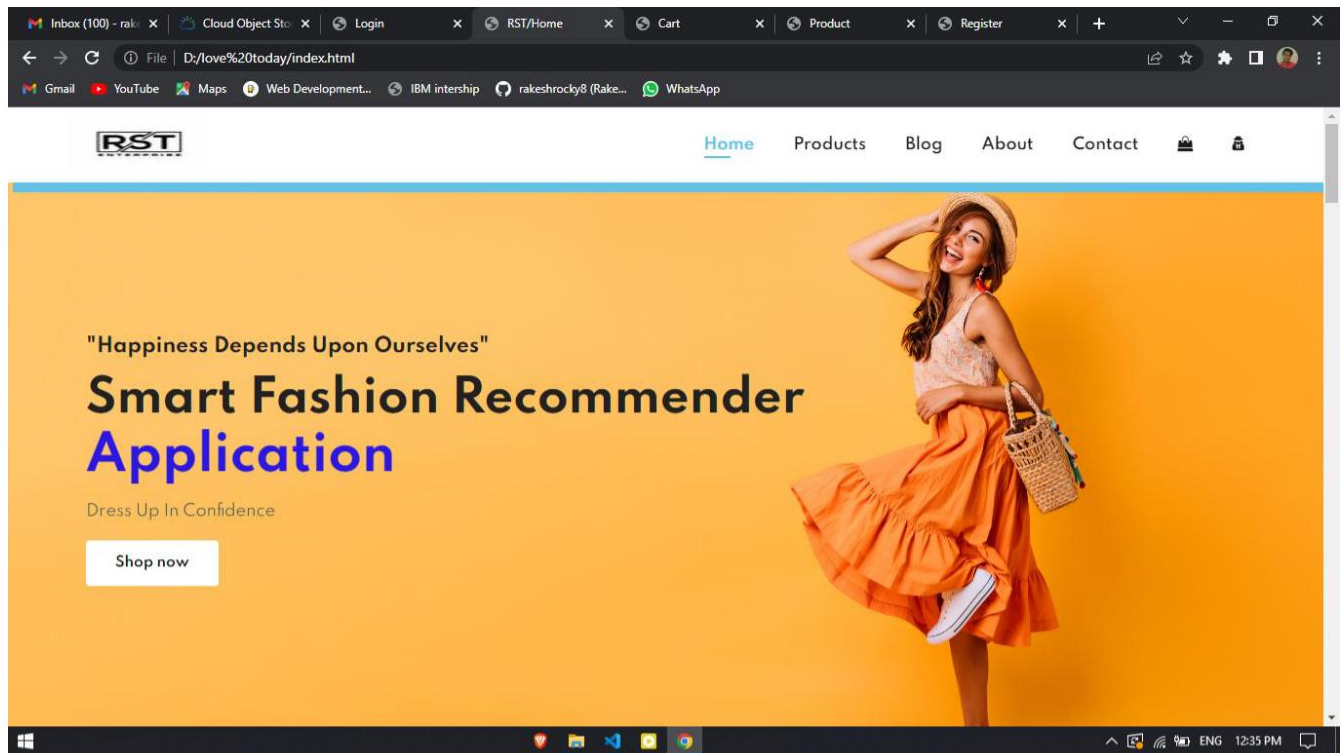 Inbox (100) - rak
Cloud Object Sto
Login
RST/Home
Cart
Product
Register
File
D:/love%20today/index.html
Gmail
YouTube
Maps
Web Development...
IBM intership
rakeshrocky8 (Rake...
WhatsApp
RST
ENTERPRISE
Home
Products
Blog
About
Contact
"Happiness Depends Upon Ourselves"
Smart Fashion Recommender
Application
Dress Up In Confidence
Shop now
ENG
12:35 PM